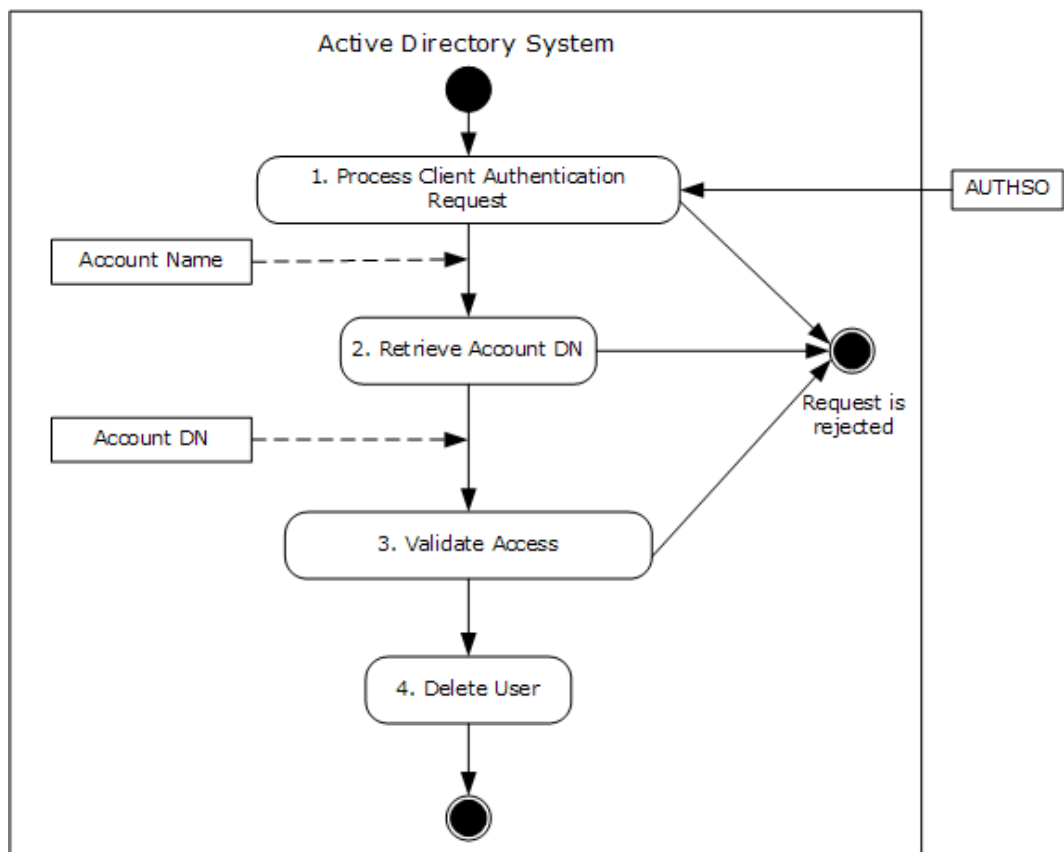 Active Directory System
1. Process Client Authentication
Request
AUTHSO
Account Name
2. Retrieve Account DN
Request is
rejected
Account DN
3. Validate Access
4. Delete User